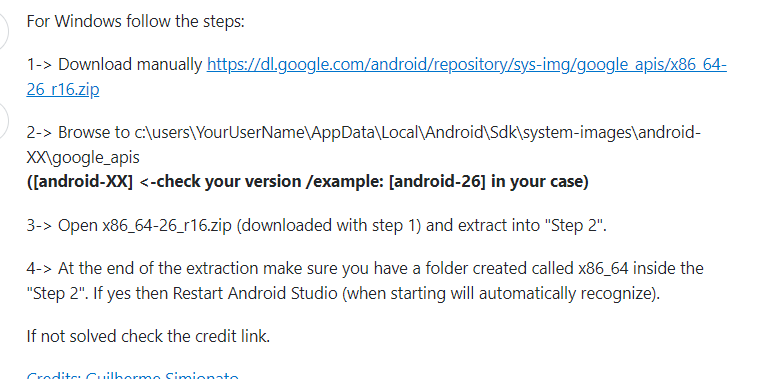 For Windows follow the steps:
1-> Download manually https://dl.google.com/android/repository/sys-img/google_apis/x86_64-
26_r16.zip
2-> Browse to c:\users\YourUserName\AppData\Local\Android\Sdk\system-images\android-
XX\google_apis
([android-XX] <-check your version /example: [android-26] in your case)
3-> Open x86_64-26_r16.zip (downloaded with step 1) and extract into "Step 2".
4-> At the end of the extraction make sure you have a folder created called x86_64 inside the
"Step 2". If yes then Restart Android Studio (when starting will automatically recognize).
If not solved check the credit link.
Credits: Guilherme Simionato